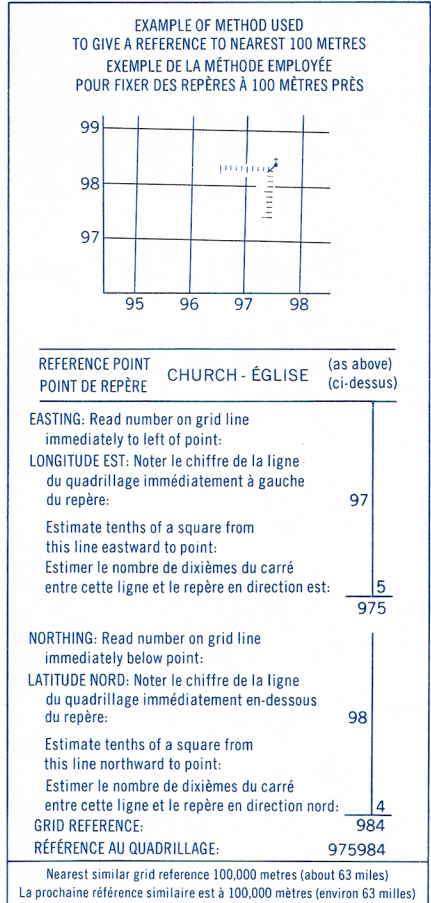 EXAMPLE OF METHOD USED
TO GIVE A REFERENCE TO NEAREST 100 METRES
EXEMPLE DE LA MÉTHODE EMPLOYÉE
POUR FIXER DES REPÈRES À 100 MÈTRES PRÈS
99
98
97
95 96 97 98
REFERENCE POINT
POINT DE REPÈRE
CHURCH - ÉGLISE
(as above)
(ci-dessus)
EASTING: Read number on grid line
immediately to left of point:
LONGITUDE EST: Noter le chiffre de la ligne
du quadrillage immédiatement à gauche
du repère: 97
Estimate tenths of a square from
this line eastward to point:
Estimer le nombre de dixièmes du carré
entre cette ligne et le repère en direction est: 5
975
NORTHING: Read number on grid line
immediately below point:
LATITUDE NORD: Noter le chiffre de la ligne
du quadrillage immédiatement en-dessous
du repère: 98
Estimate tenths of a square from
this line northward to point:
Estimer le nombre de dixièmes du carré
entre cette ligne et le repère en direction nord: 4
GRID REFERENCE: 984
RÉFÉRENCE AU QUADRILLAGE: 975984
Nearest similar grid reference 100,000 metres (about 63 miles)
La prochaine référence similaire est à 100,000 mètres (environ 63 milles)